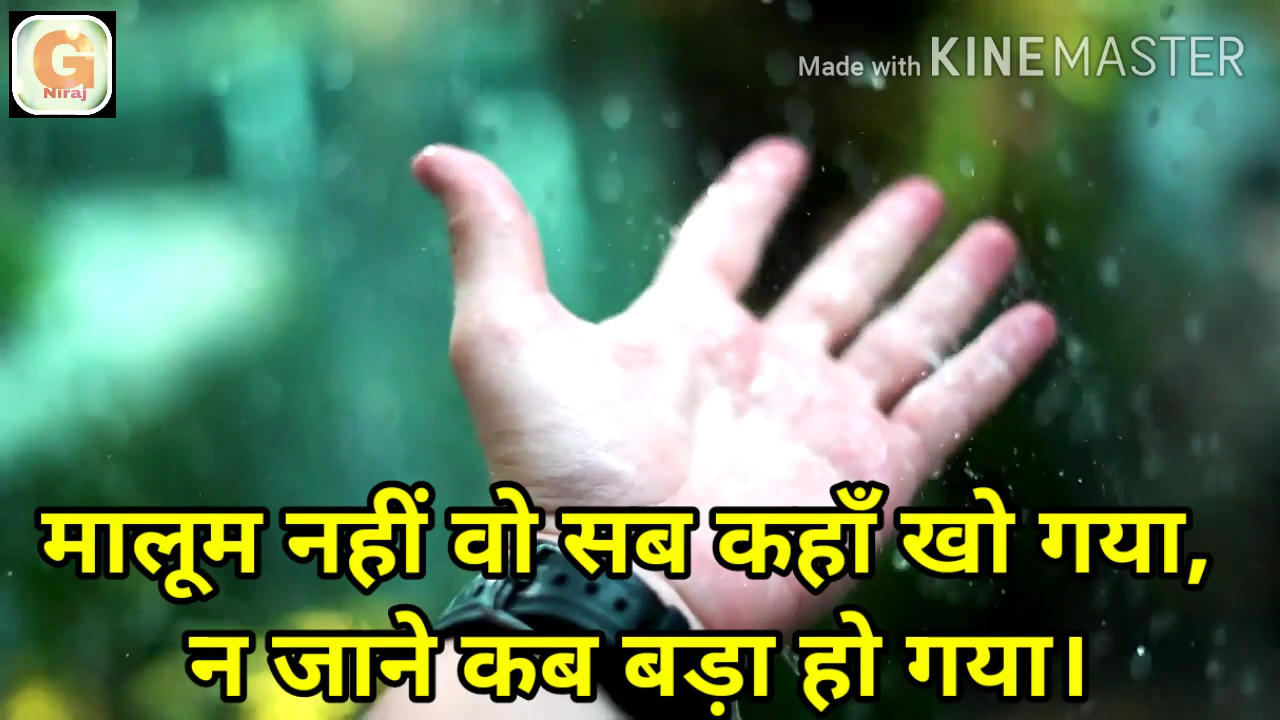 G
Niraj
Made with KINEMASTER
मालूम नहीं वो सब कहाँ खो गया,
न जाने कब बड़ा हो गया।